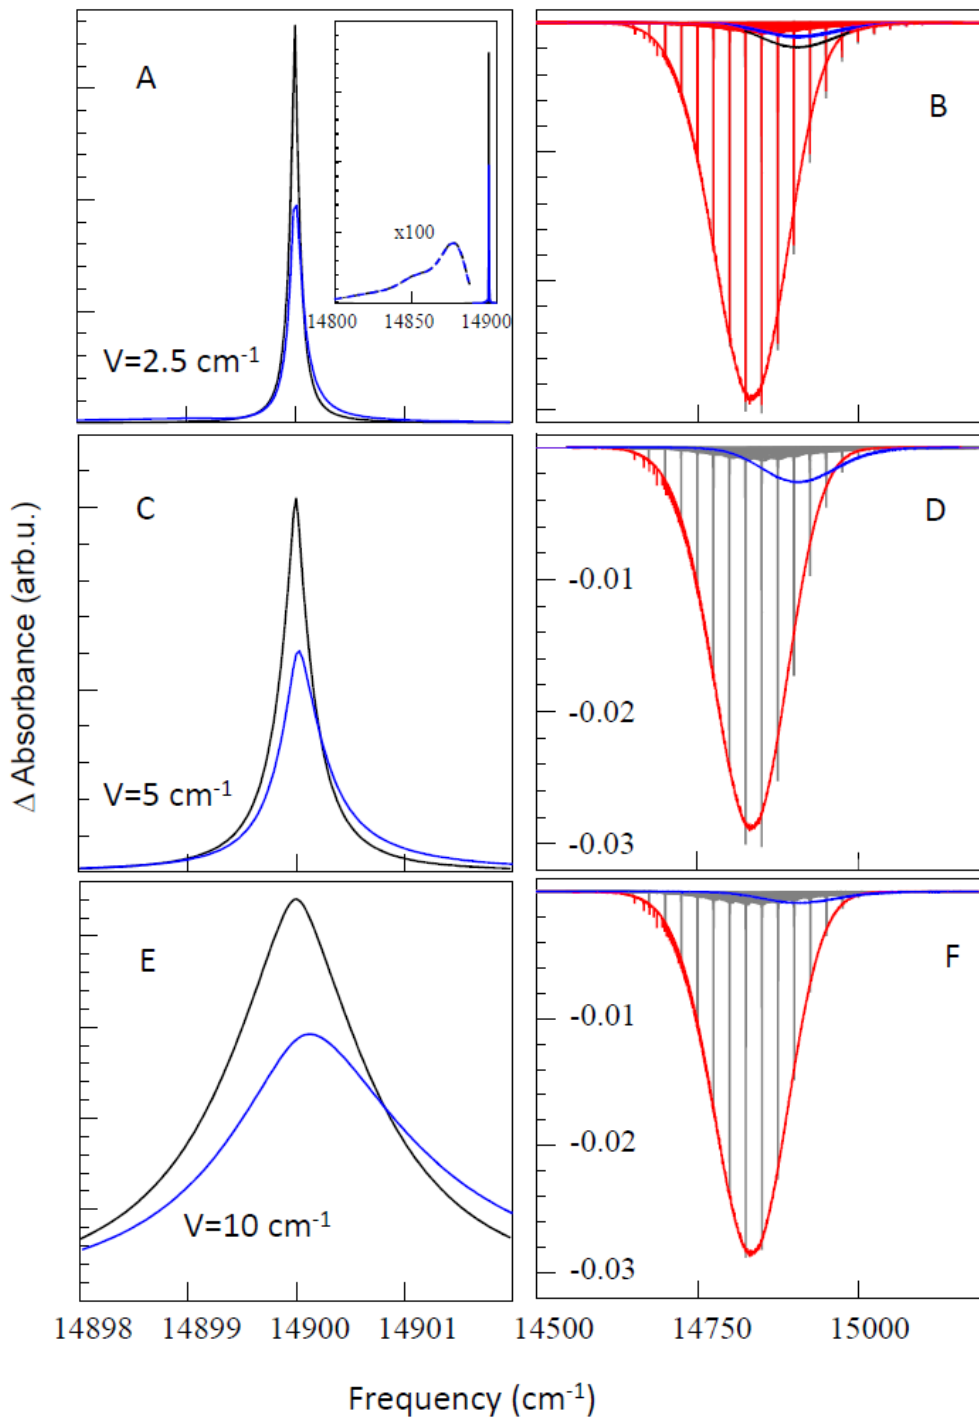 A
x100
14800 14850 14900
V=2.5 cm-1
B
C
V=5 cm-1
D
-0.01
-0.02
-0.03
E
V=10 cm-1
F
-0.01
-0.02
-0.03
14898 14899 14900 14901
14500 14750 15000
Δ Absorbance (arb.u.)
Frequency (cm-1)